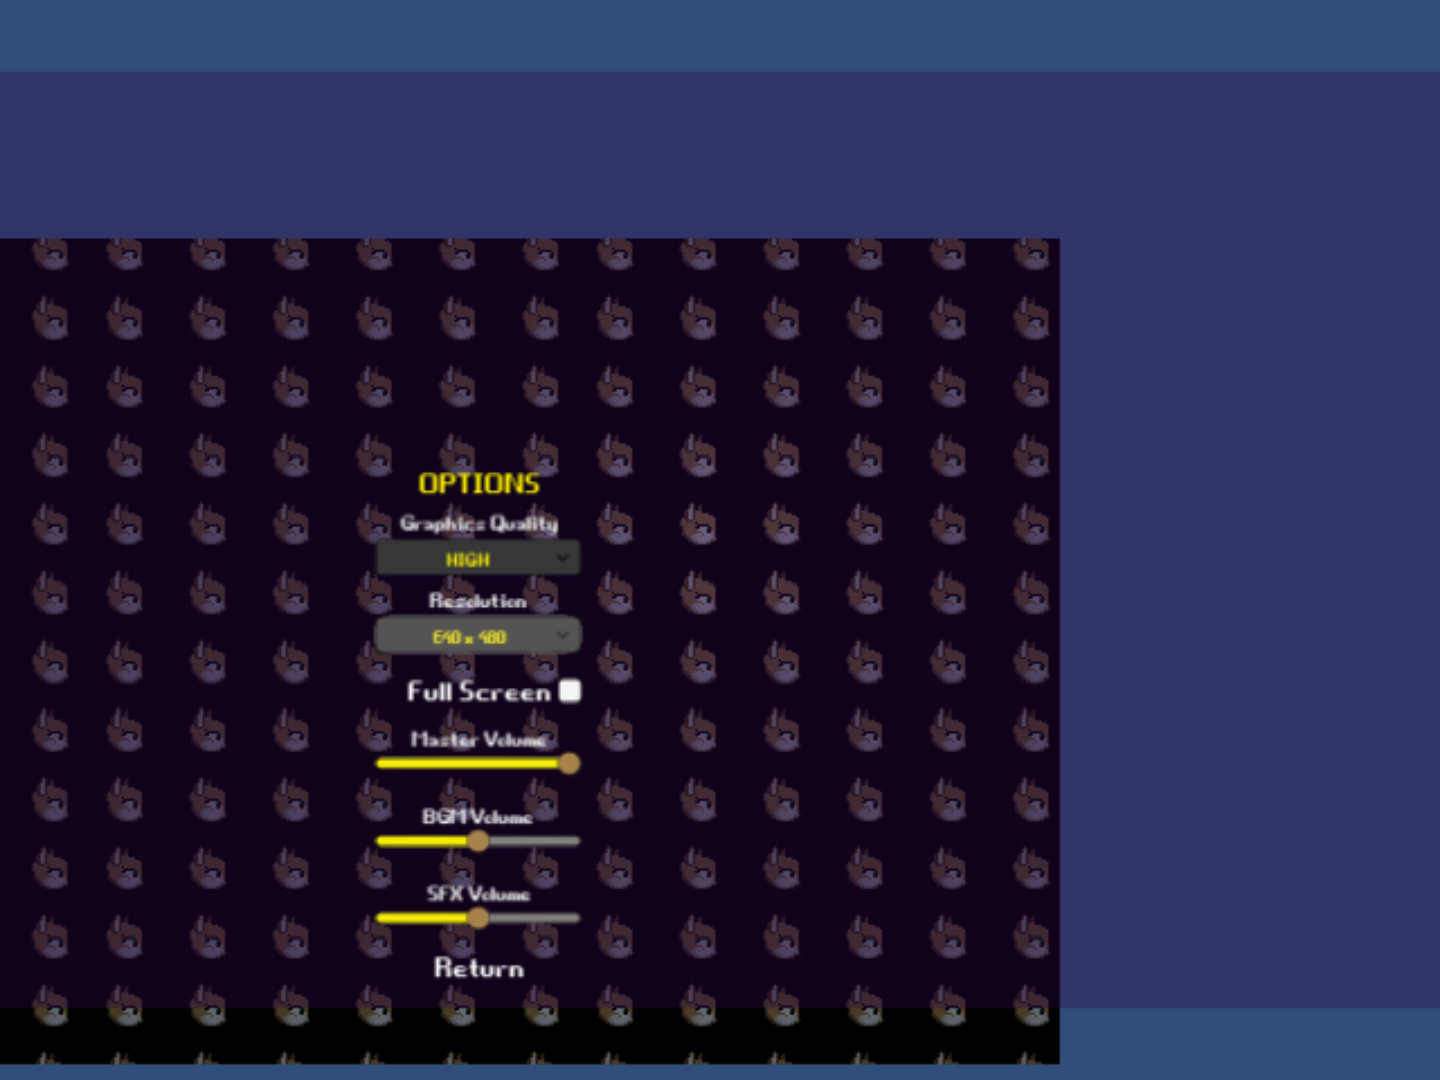 OPTIONS
Graphics Quality
HIGH
Resolution
640 x 480
Full Screen
Master Volume
BGM Volume
SFX Volume
Return